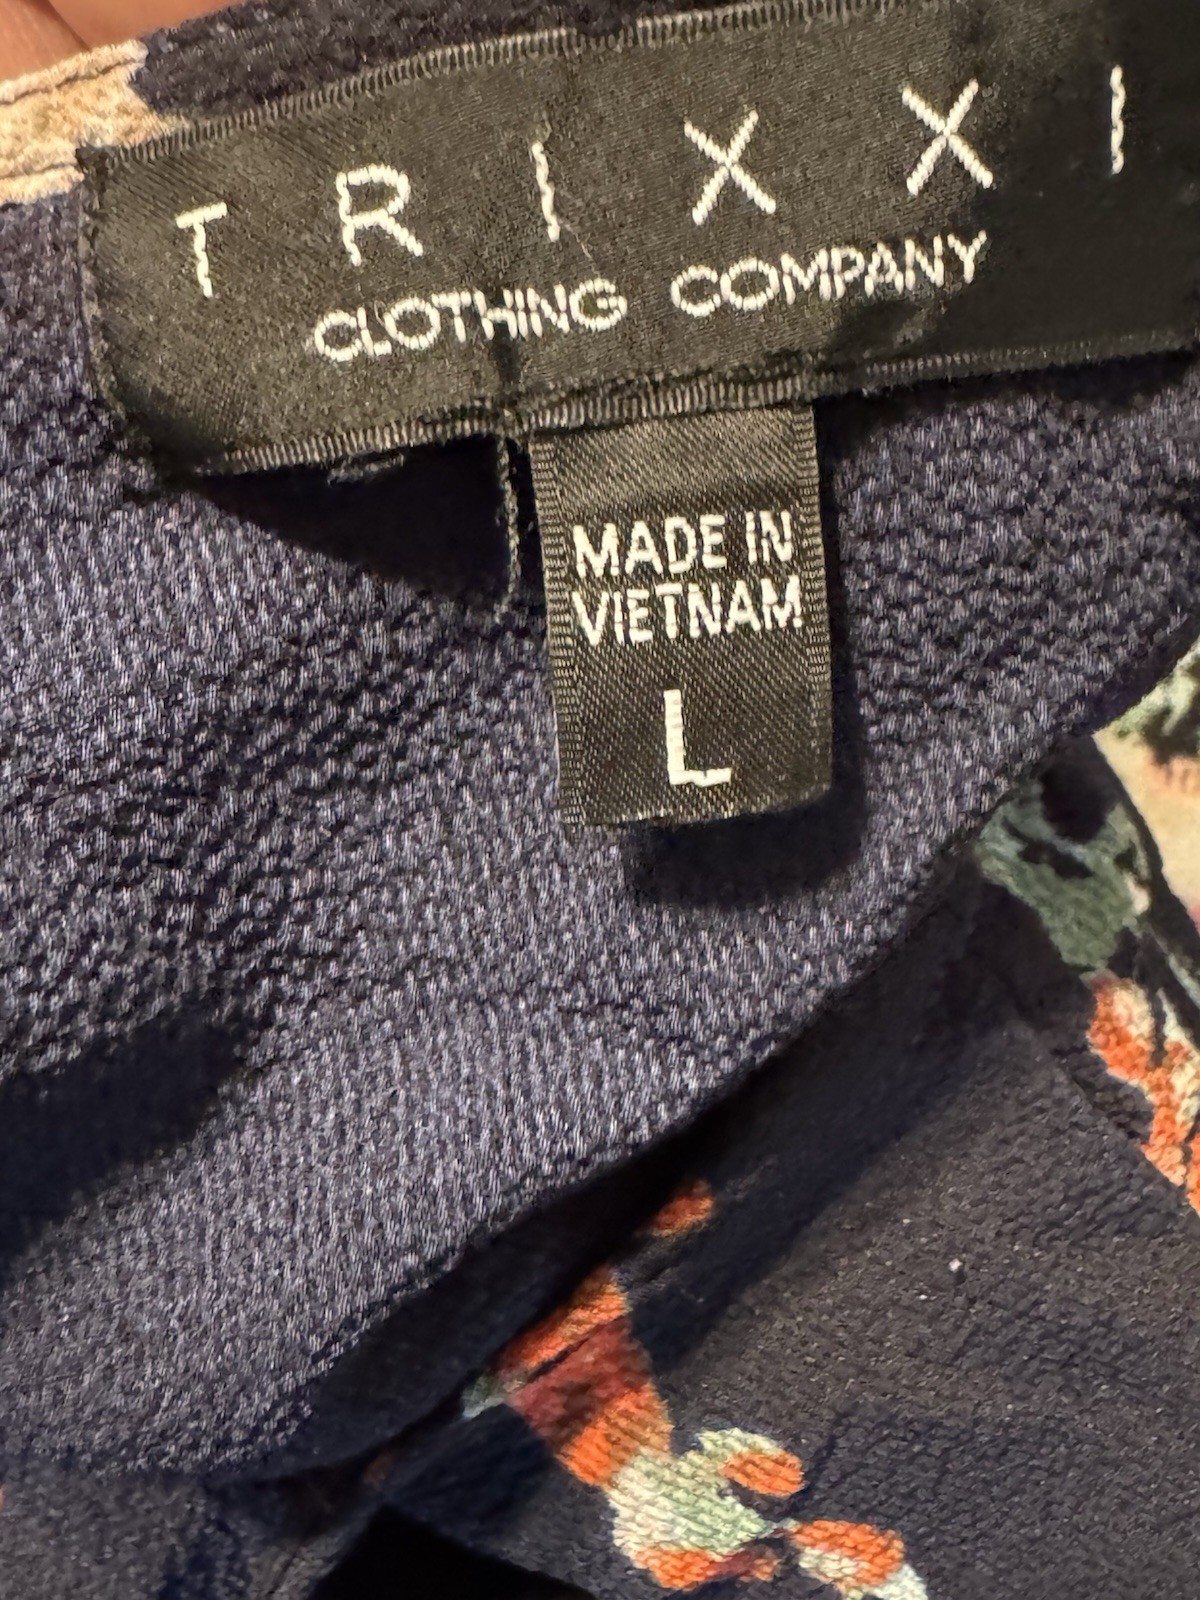 TRIXXI
CLOTHING COMPANY
MADE IN
VIETNAM
L